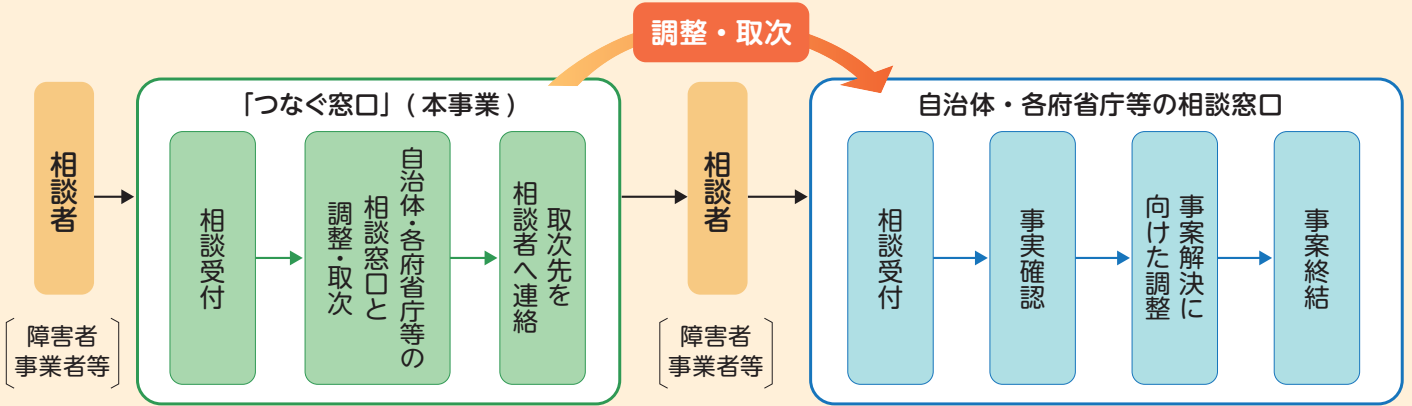 調整・取次
相談者
〔障害者
事業者等〕
「つなぐ窓口」(本事業)
相談受付
自治体・各府省庁等の
相談窓口と
調整・取次
取次先を
相談者へ連絡
相談者
〔障害者
事業者等〕
自治体・各府省庁等の相談窓口
相談受付
事実確認
事案解決に
向けた調整
事案終結